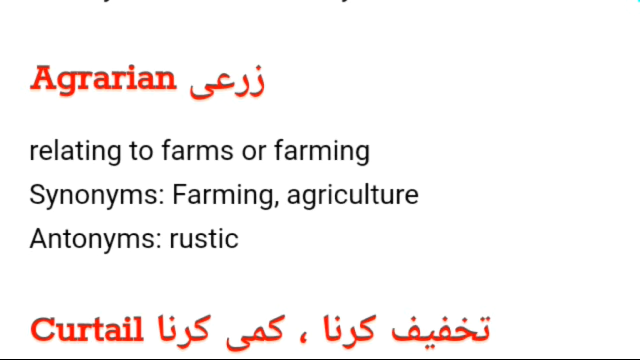 Agrarian زرعی
relating to farms or farming
Synonyms: Farming, agriculture
Antonyms: rustic
Curtail تخفیف کرنا ، کمی کرنا